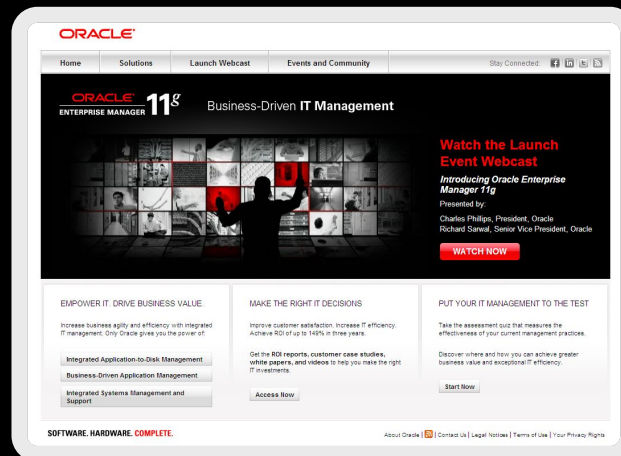 ORACLE
Home Solutions Launch Webcast Events and Community Stay Connected:
ORACLE
ENTERPRISE MANAGER 11g
Business-Driven IT Management
Watch the Launch
Event Webcast
Introducing Oracle Enterprise
Manager 11g
Presented by:
Charles Phillips, President, Oracle
Richard Sarwal, Senior Vice President, Oracle
WATCH NOW
EMPOWER IT. DRIVE BUSINESS VALUE.
Increase business agility and efficiency with integrated
IT management. Only Oracle gives you the power of:
Integrated Application-to-Disk Management
Business-Driven Application Management
Integrated Systems Management and
Support
MAKE THE RIGHT IT DECISIONS
Improve customer satisfaction. Increase IT efficiency.
Achieve ROI of up to 149% in three years.
Get the ROI reports, customer case studies,
white papers, and videos to help you make the right
IT investments.
Access Now
PUT YOUR IT MANAGEMENT TO THE TEST
Take the assessment quiz that measures the
effectiveness of your current management practices.
Discover where and how you can achieve greater
business value and exceptional IT efficiency.
Start Now
SOFTWARE. HARDWARE. COMPLETE.
About Oracle | Contact Us | Legal Notices | Terms of Use | Your Privacy Rights